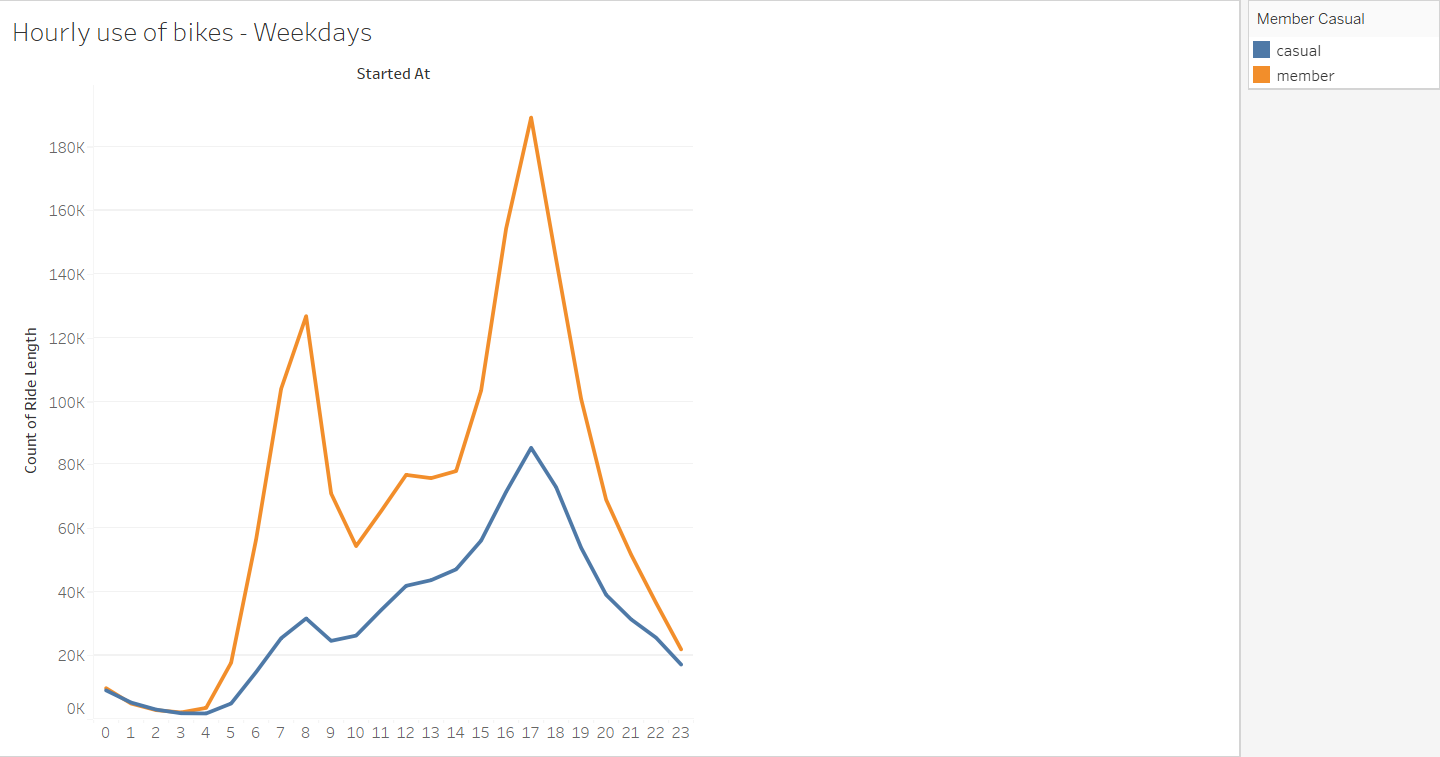 Hourly use of bikes - Weekdays
Started At
Count of Ride Length
180K
160K
140K
120K
100K
80K
60K
40K
20K
0K
0 1 2 3 4 5 6 7 8 9 10 11 12 13 14 15 16 17 18 19 20 21 22 23
Member Casual
casual
member